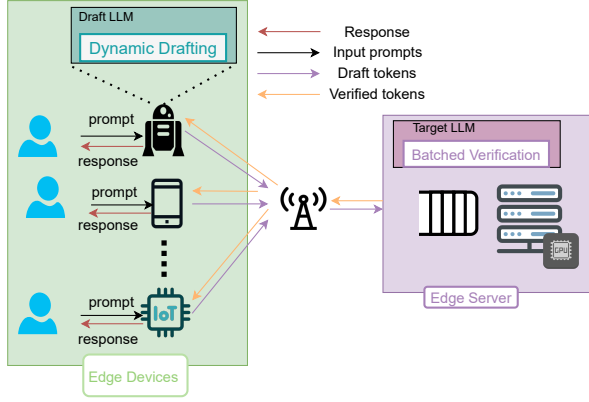 Draft LLM
Dynamic Drafting
Response
Input prompts
Draft tokens
Verified tokens
prompt
response
prompt
response
prompt
response
IoT
Edge Devices
Target LLM
Batched Verification
GPU
Edge Server